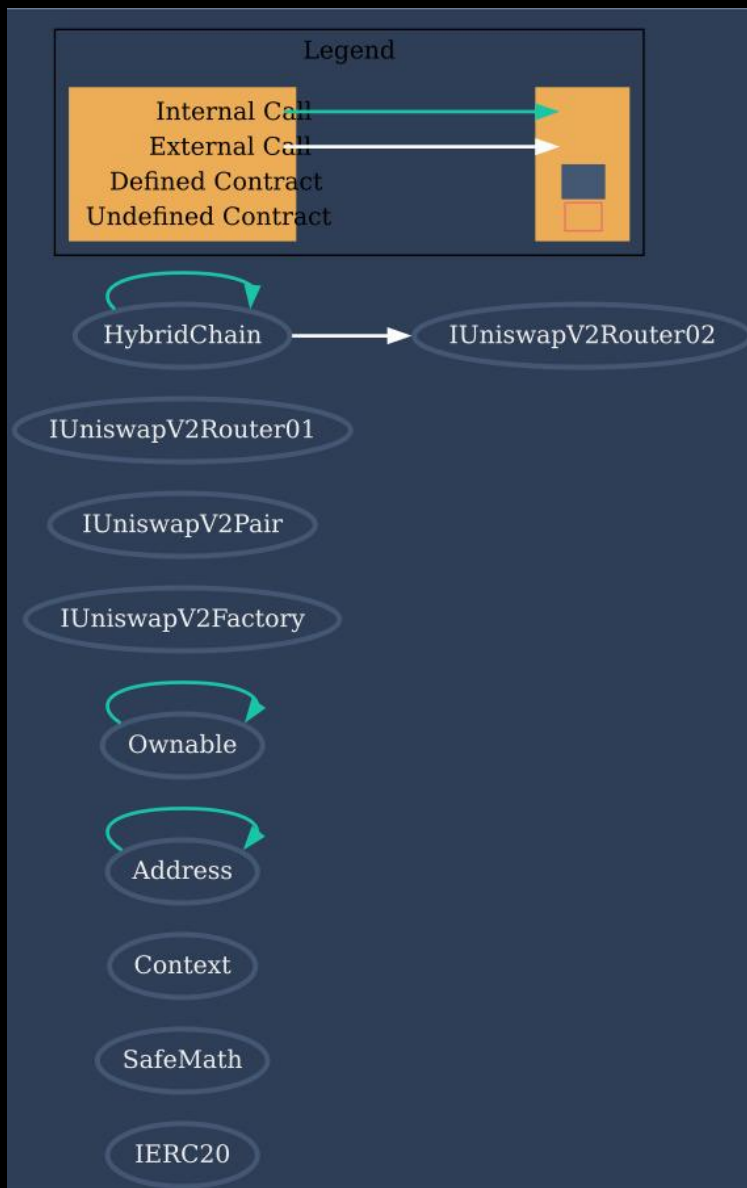 Legend
Internal Call
External Call
Defined Contract
Undefined Contract
HybridChain
IUniswapV2Router02
IUniswapV2Router01
IUniswapV2Pair
IUniswapV2Factory
Ownable
Address
Context
SafeMath
IERC20